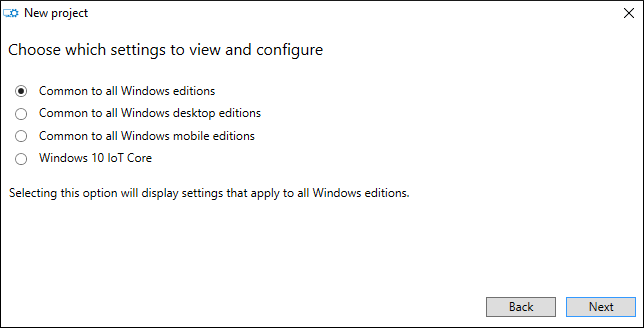 New project
Choose which settings to view and configure
Common to all Windows editions
Common to all Windows desktop editions
Common to all Windows mobile editions
Windows 10 IoT Core
Selecting this option will display settings that apply to all Windows editions.
Back Next